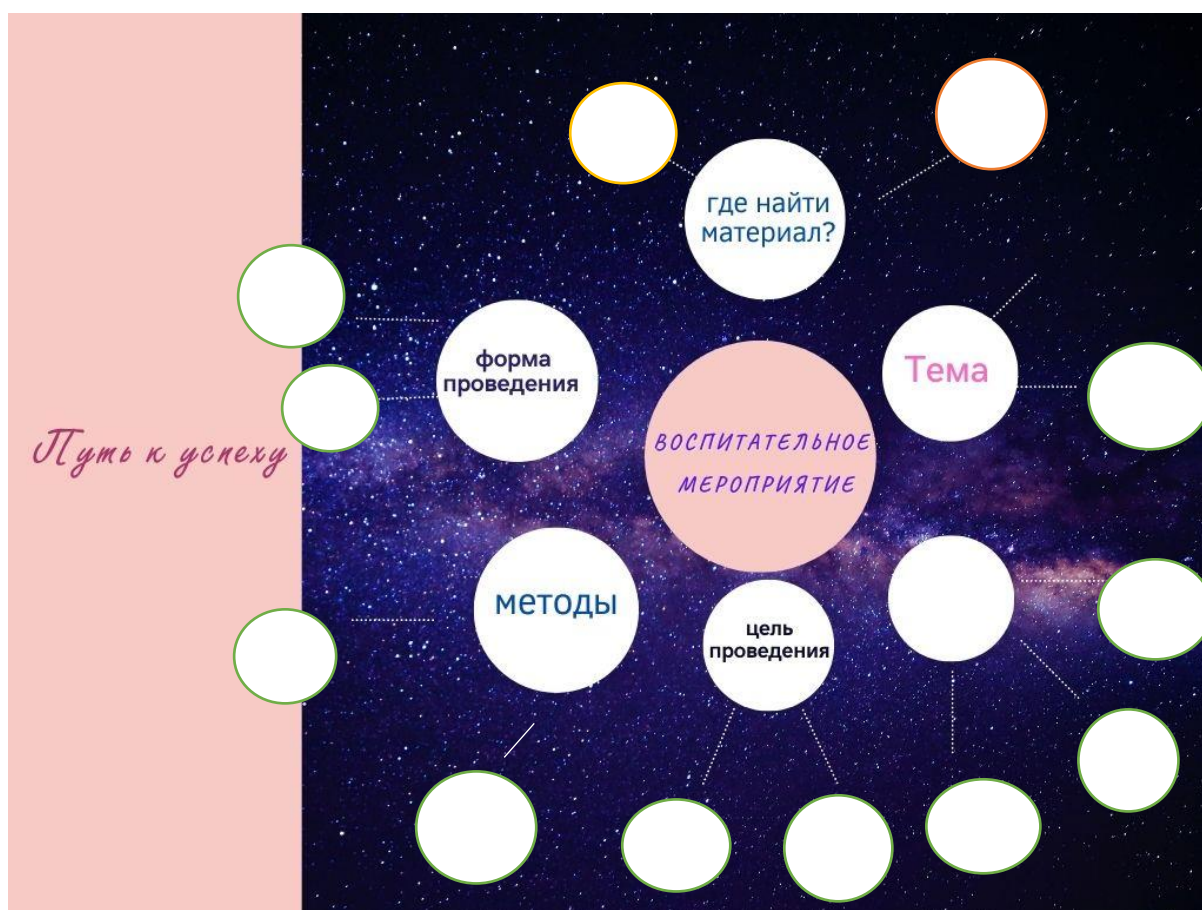 Путь к успеху
где найти
материал?
форма
проведения
Тема
ВОСПИТАТЕЛЬНОЕ
МЕРОПРИЯТИЕ
методы
цель
проведения